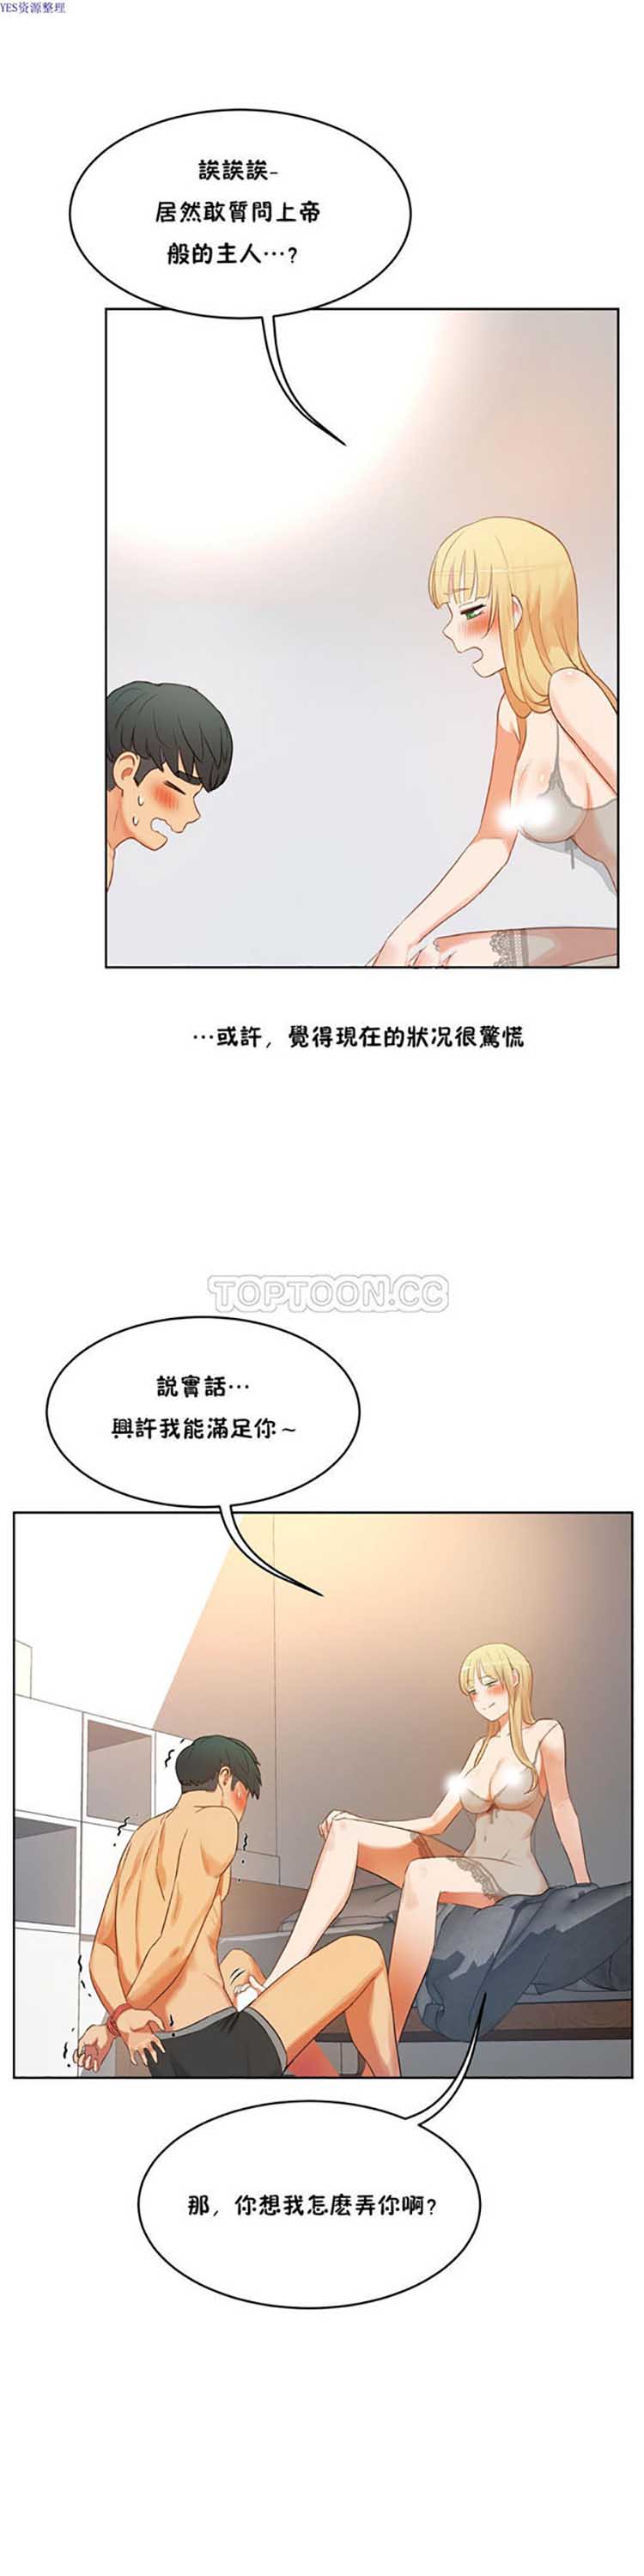 YES资源整理
誒誒誒-
居然敢質問上帝
般的主人…?
…或許，覺得現在的狀況很驚慌
TOPTOON.CC
說實話…
興許我能滿足你~
那，你想我怎麽弄你啊?